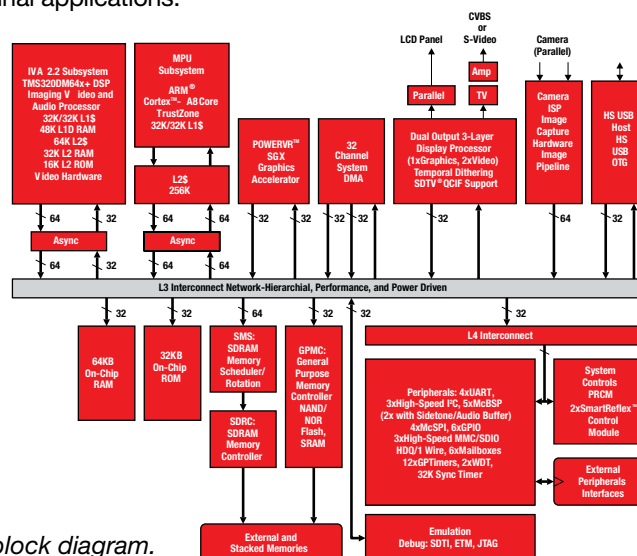 nal applications.
CVBS
or
S-Video
LCD Panel
Camera
(Parallel)
Amp
Parallel
TV
IVA 2.2 Subsystem
TMS320DM64x+ DSP
Imaging V ideo and
Audio Processor
32K/32K L1$
48K L1D RAM
64K L2$
32K L2 RAM
16K L2 ROM
Video Hardware
MPU
Subsystem
ARM®
Cortex™- A8 Core
TrustZone
32K/32K L1$
L2$
256K
POWERVR™
SGX
Graphics
Accelerator
32
Channel
System
DMA
Dual Output 3-Layer
Display Processor
(1xGraphics, 2xVideo)
Temporal Dithering
SDTV®QCIF Support
Camera
ISP
Image
Capture
Hardware
Image
Pipeline
HS USB
Host
HS
USB
OTG
64
32
64
64
32
32
32
32
64
32
Async
Async
64
32
64
64
L3 Interconnect Network-Hierarchial, Performance, and Power Driven
32
32
64
32
32
32
64KB
On-Chip
RAM
32KB
On-Chip
ROM
SMS:
SDRAM
Memory
Scheduler/
Rotation
SDRC:
SDRAM
Memory
Controller
GPMC:
General
Purpose
Memory
Controller
NAND/
NOR
Flash,
SRAM
L4 Interconnect
Peripherals: 4xUART,
3xHigh-Speed I²C, 5xMcBSP
(2x with Sidetone/Audio Buffer)
4xMcSPI, 6xGPIO
3xHigh-Speed MMC/SDIO
HDQ/1 Wire, 6xMailboxes
12xGPTimers, 2xWDT,
32K Sync Timer
System
Controls
PRCM
2xSmartReflex™
Control
Module
External
Peripherals
Interfaces
External and
Stacked Memories
Emulation
Debug: SDTI, ETM, JTAG
block diagram.